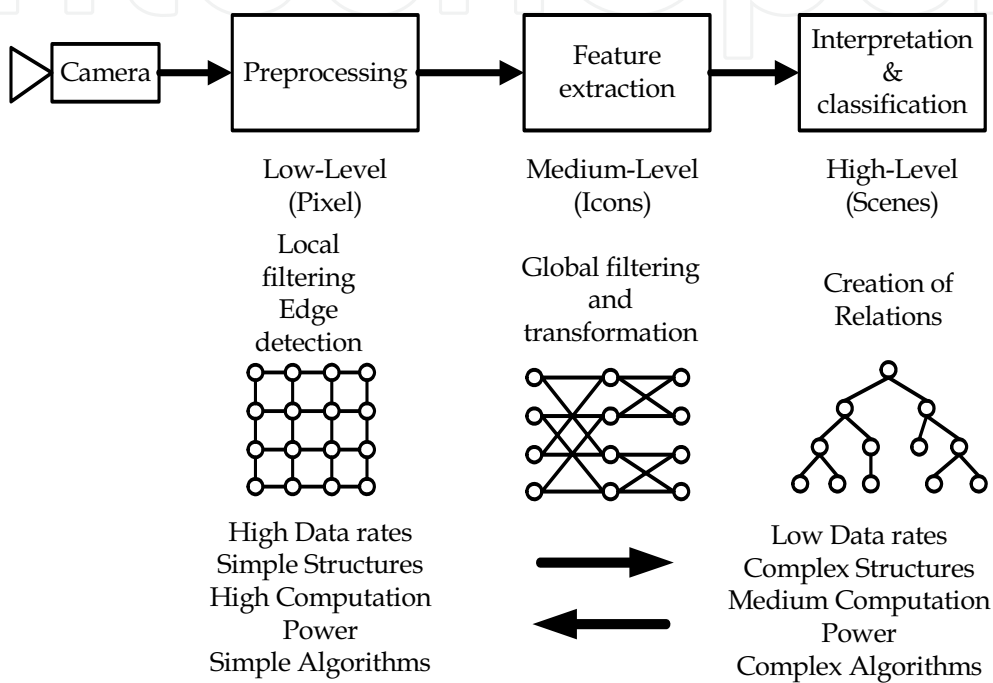 Camera
Preprocessing
Feature
extraction
Interpretation
&
classification
Low-Level
(Pixel)
Medium-Level
(Icons)
High-Level
(Scenes)
Local
filtering
Edge
detection
Global filtering
and
transformation
Creation of
Relations
High Data rates
Simple Structures
High Computation
Power
Simple Algorithms
Low Data rates
Complex Structures
Medium Computation
Power
Complex Algorithms